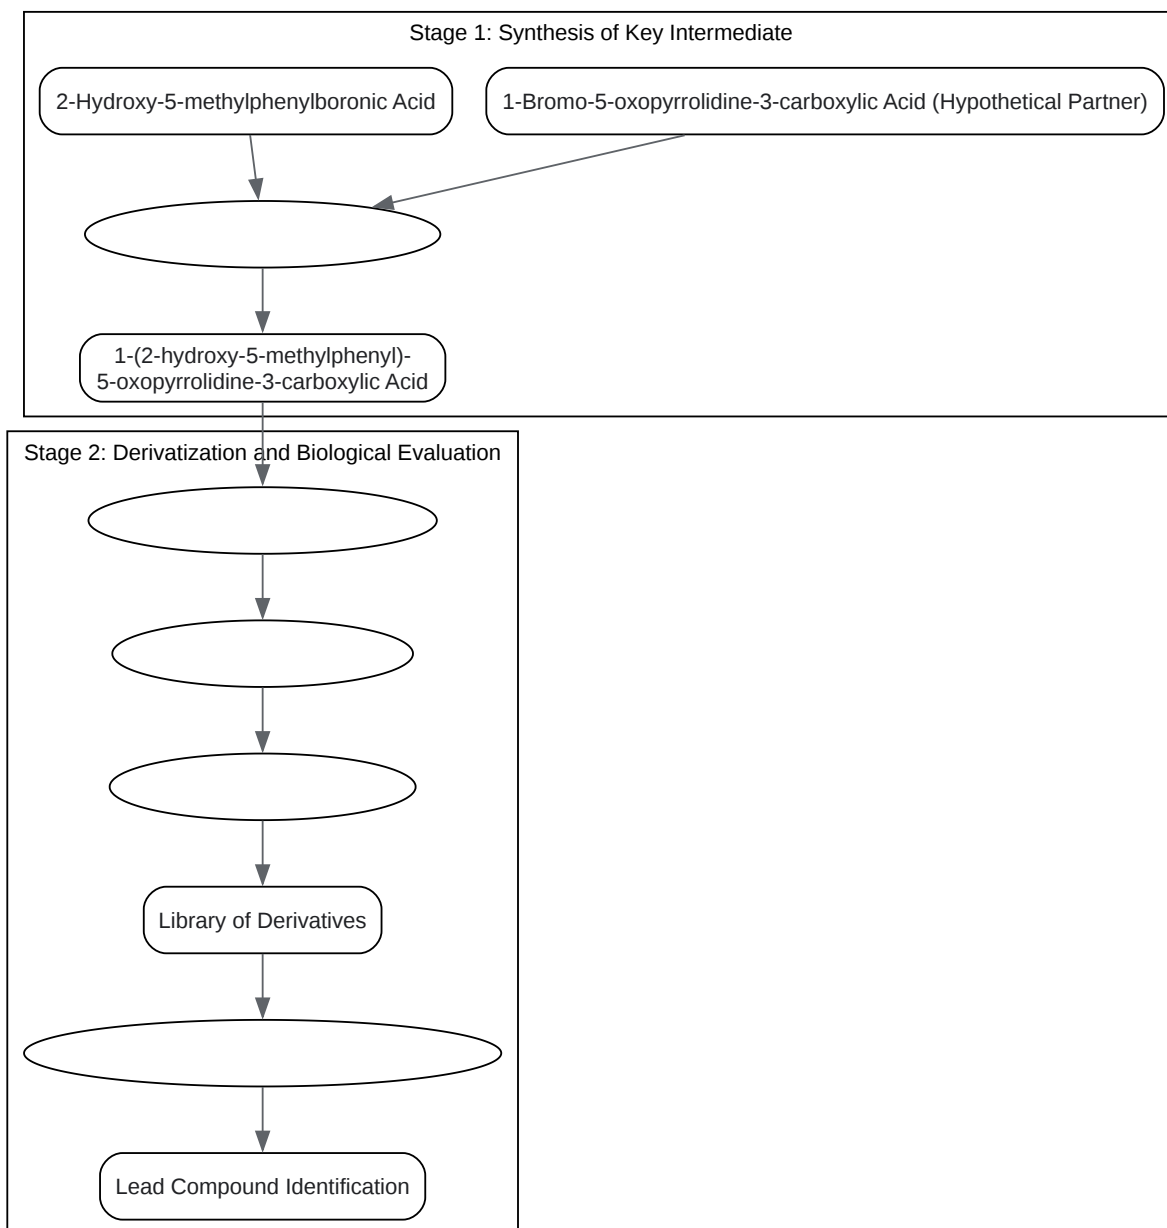 Stage 1: Synthesis of Key Intermediate
2-Hydroxy-5-methylphenylboronic Acid
1-Bromo-5-oxopyrrolidine-3-carboxylic Acid (Hypothetical Partner)
1-(2-hydroxy-5-methylphenyl)-
5-oxopyrrolidine-3-carboxylic Acid
Stage 2: Derivatization and Biological Evaluation
Library of Derivatives
Lead Compound Identification